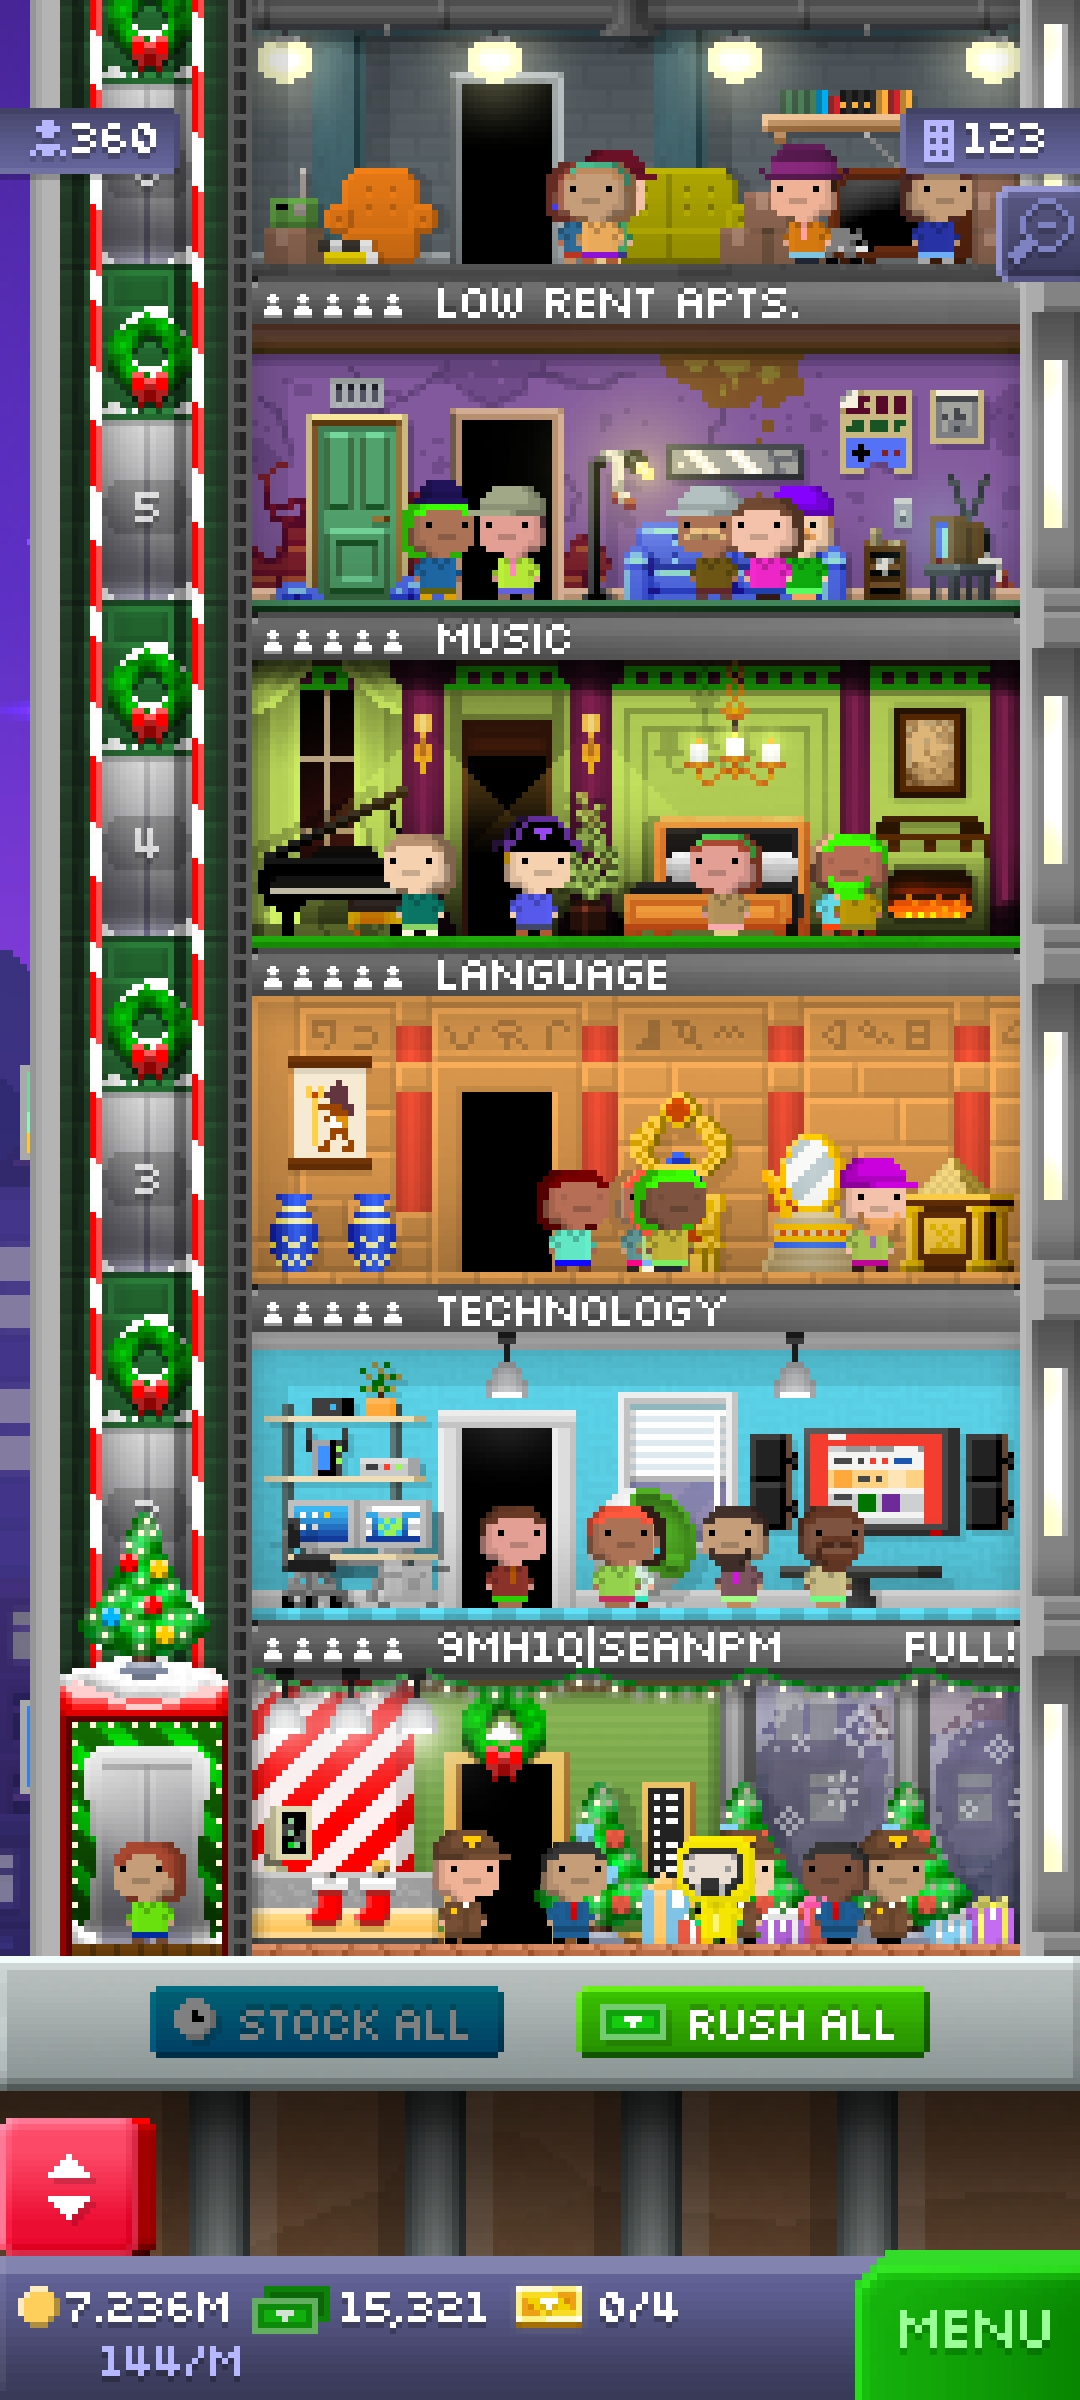 360
123
LOW RENT APTS.
5
MUSIC
4
LANGUAGE
3
TECHNOLOGY
9MH1Q|SEANPM FULL!
STOCK ALL
RUSH ALL
7.236M 15,321 0/4
144/M
MENU